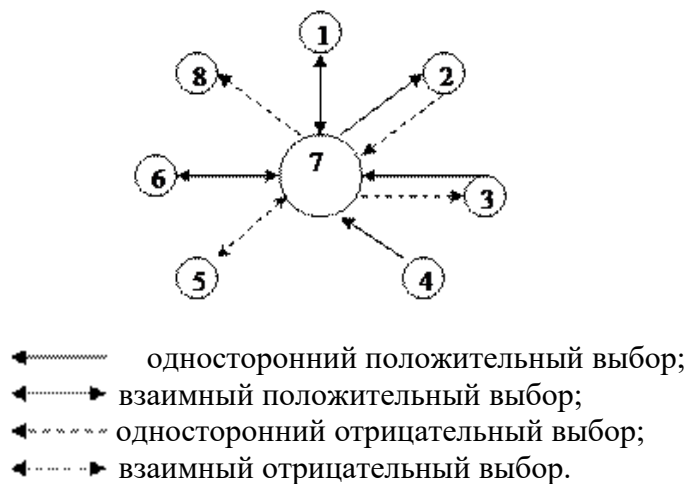 1
8
2
7
6
3
5
4
односторонний положительный выбор;
взаимный положительный выбор;
односторонний отрицательный выбор;
взаимный отрицательный выбор.